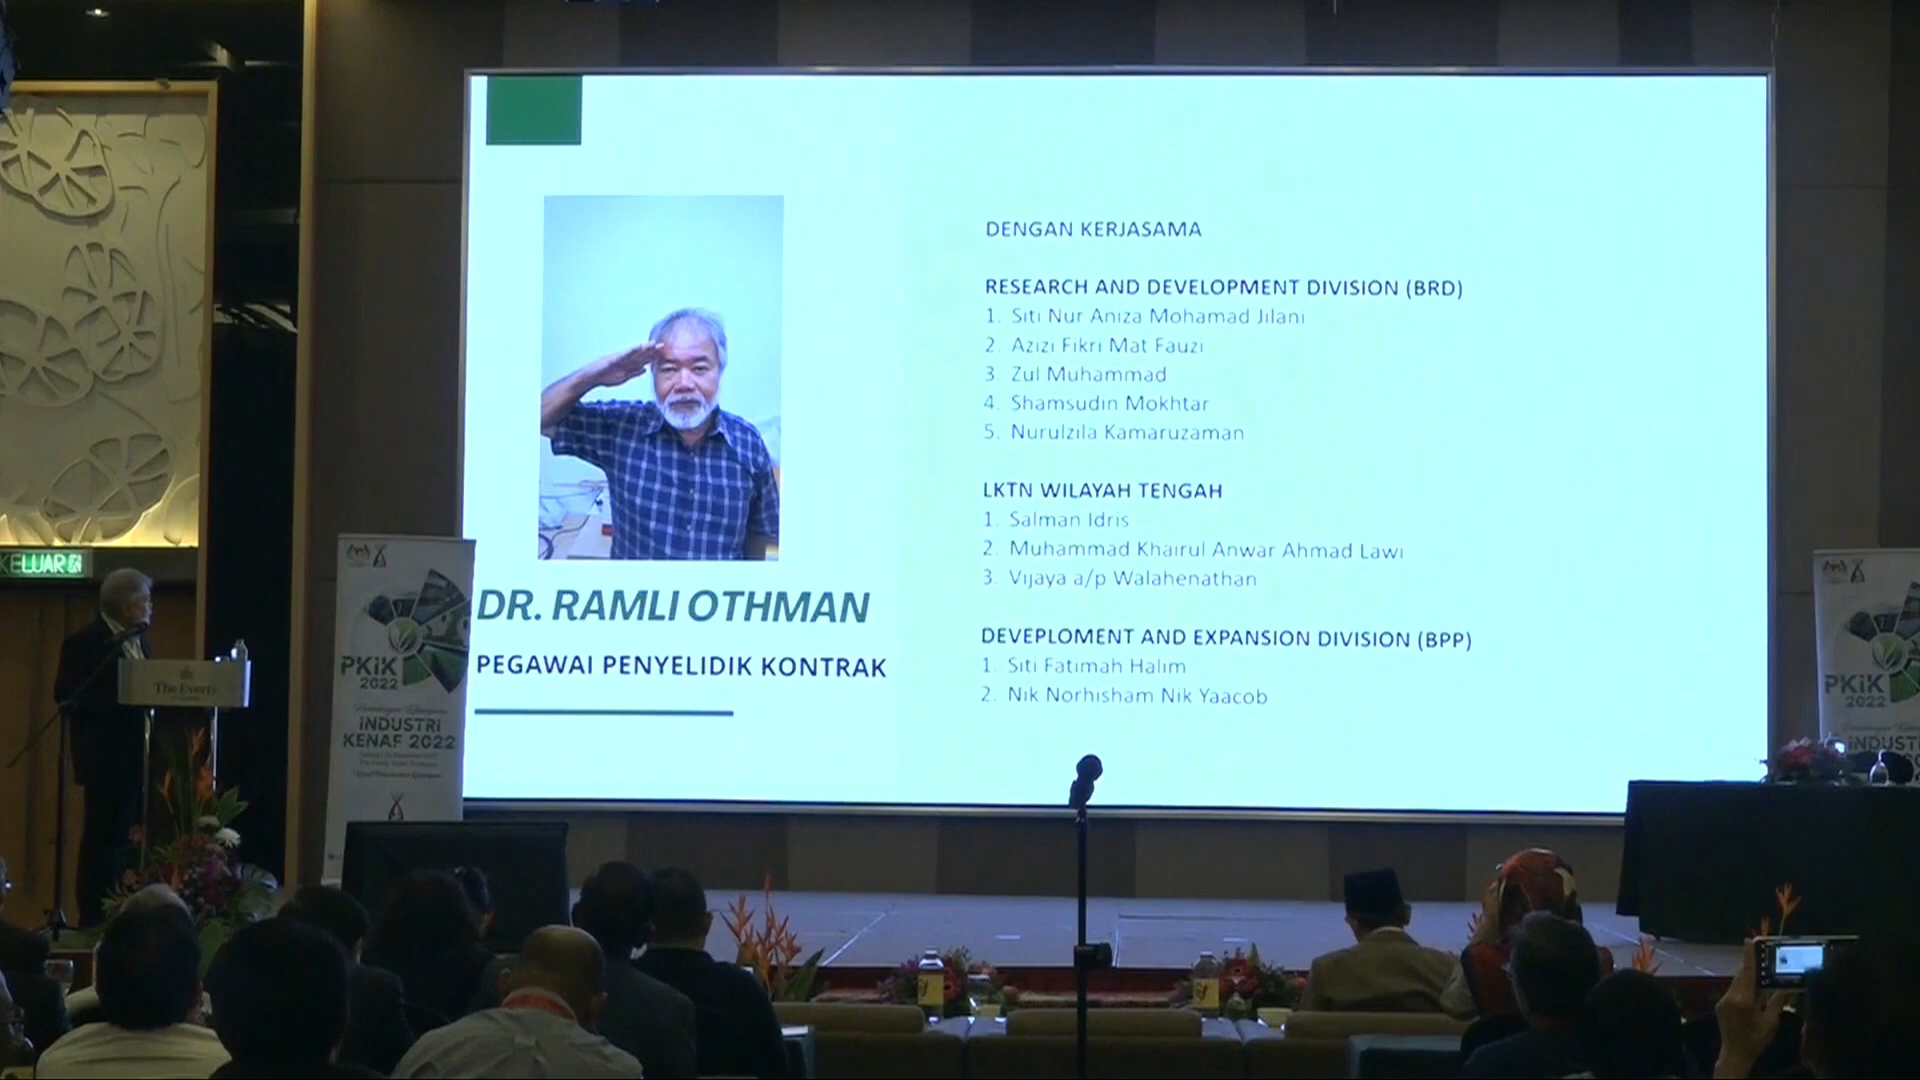 KELUAR
The Everly
PKiK
2022
iNDUSTRi
KENAF 2022
DR. RAMLI OTHMAN
PEGAWAI PENYELIDIK KONTRAK
DENGAN KERJASAMA
RESEARCH AND DEVELOPMENT DIVISION (BRD)
1. Siti Nur Aniza Mohamad Jilani
2. Azizi Fikri Mat Fauzi
3. Zul Muhammad
4. Shamsudin Mokhtar
5. Nurulzila Kamaruzaman
LKTN WILAYAH TENGAH
1. Salman Idris
2. Muhammad Khairul Anwar Ahmad Lawi
3. Vijaya a/p Walahenathan
DEVEPLOMENT AND EXPANSION DIVISION (BPP)
1. Siti Fatimah Halim
2. Nik Norhisham Nik Yaacob
PKiK
2022
iNDUST